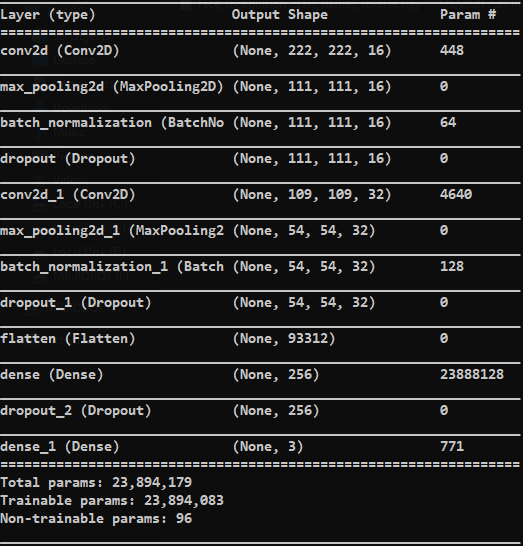 Layer (type) Output Shape Param #
=================================================================
conv2d (Conv2D) (None, 222, 222, 16) 448
max_pooling2d (MaxPooling2D) (None, 111, 111, 16) 0
batch_normalization (BatchNo (None, 111, 111, 16) 64
dropout (Dropout) (None, 111, 111, 16) 0
conv2d_1 (Conv2D) (None, 109, 109, 32) 4640
max_pooling2d_1 (MaxPooling2 (None, 54, 54, 32) 0
batch_normalization_1 (Batch (None, 54, 54, 32) 128
dropout_1 (Dropout) (None, 54, 54, 32) 0
flatten (Flatten) (None, 93312) 0
dense (Dense) (None, 256) 23888128
dropout_2 (Dropout) (None, 256) 0
dense_1 (Dense) (None, 3) 771
=================================================================
Total params: 23,894,179
Trainable params: 23,894,083
Non-trainable params: 96